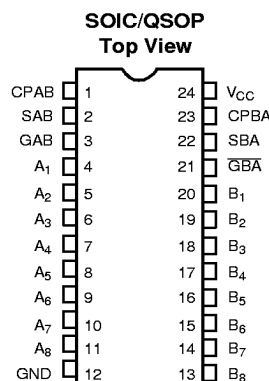 SOIC/QSOP
Top View
CPAB 1 24 VCC
SAB 2 23 CPBA
GAB 3 22 SBA
A1 4 21 G̅B̅A̅
A2 5 20 B1
A3 6 19 B2
A4 7 18 B3
A5 8 17 B4
A6 9 16 B5
A7 10 15 B6
A8 11 14 B7
GND 12 13 B8